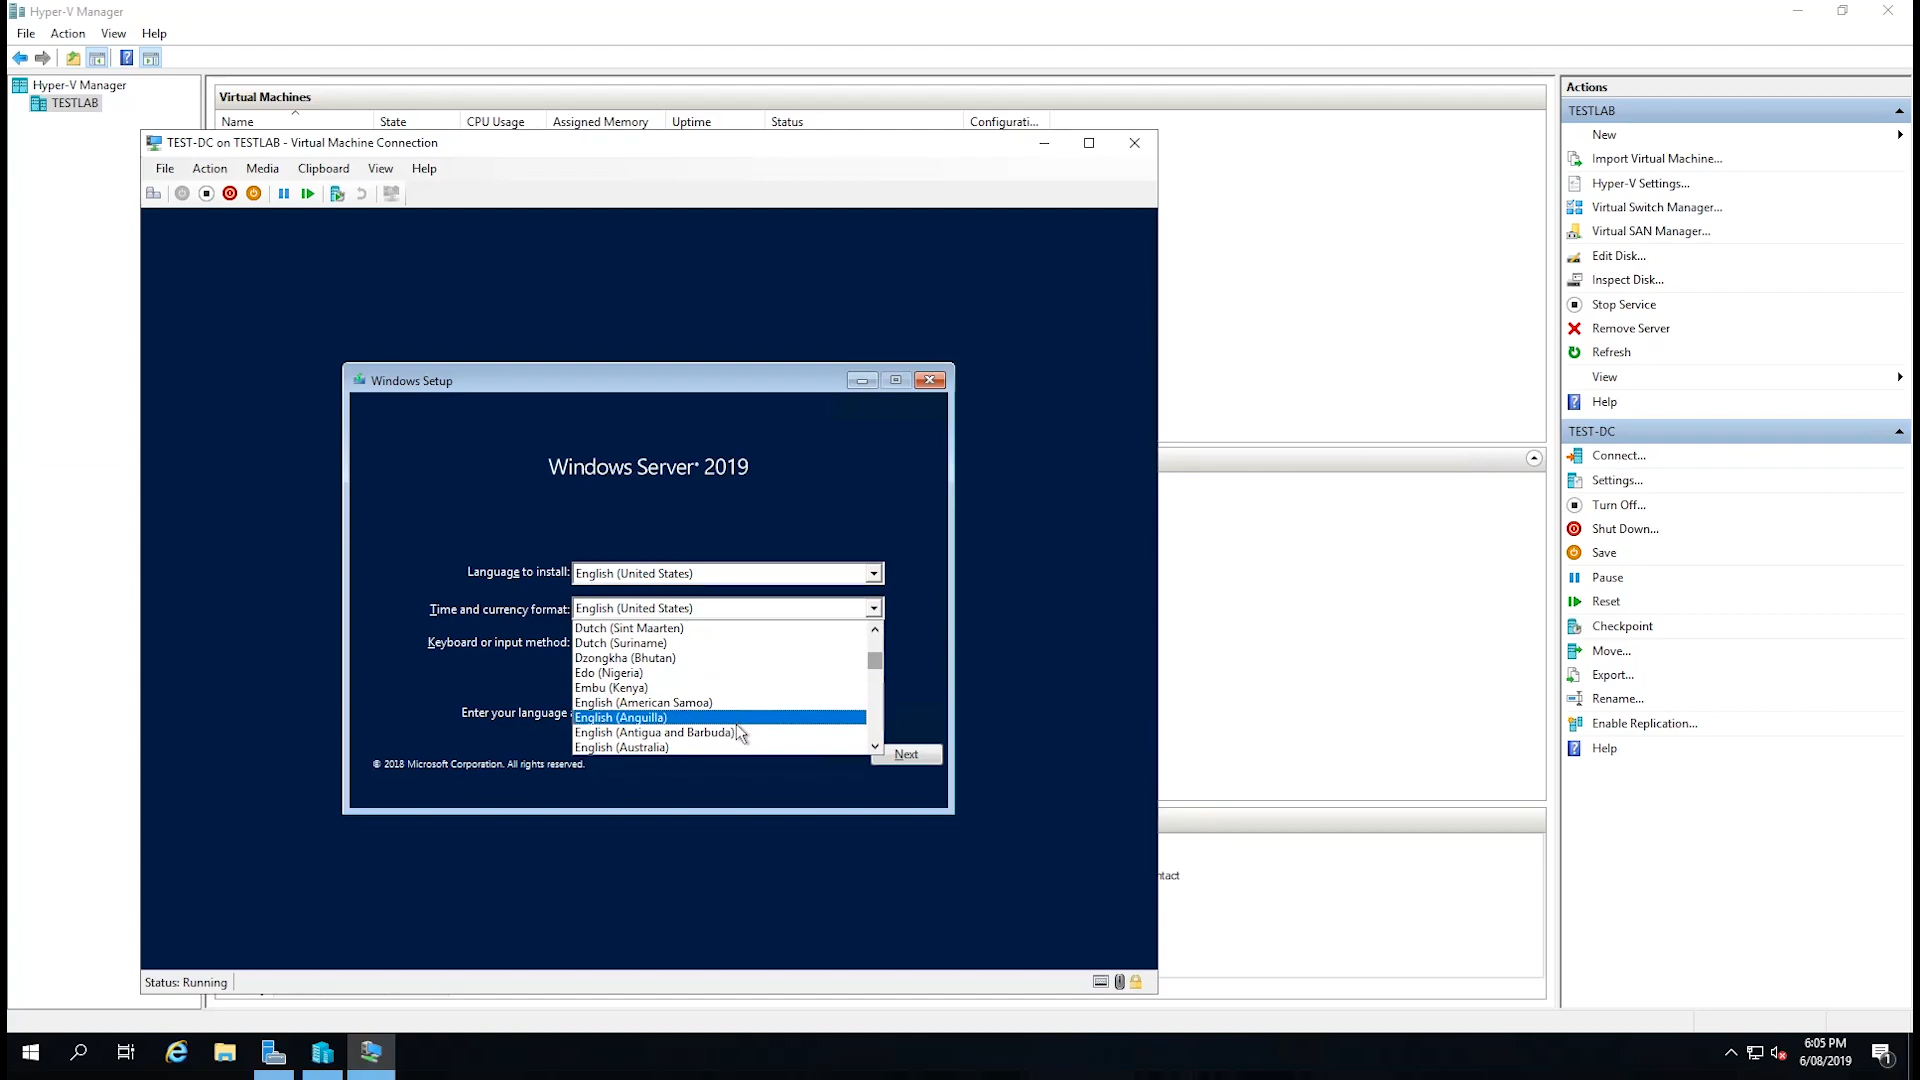 Hyper-V Manager
File Action View Help
Hyper-V Manager
TESTLAB
Virtual Machines
Name State CPU Usage Assigned Memory Uptime Status Configurati...
TEST-DC on TESTLAB - Virtual Machine Connection
File Action Media Clipboard View Help
Windows Setup
Windows Server 2019
Language to install: English (United States)
Time and currency format: English (United States)
Keyboard or input method:
Dutch (Sint Maarten)
Dutch (Suriname)
Dzongkha (Bhutan)
Edo (Nigeria)
Embu (Kenya)
English (American Samoa)
English (Anguilla)
English (Antigua and Barbuda)
English (Australia)
Enter your language
Next
© 2018 Microsoft Corporation. All rights reserved.
Status: Running
ntact
Actions
TESTLAB
New
Import Virtual Machine...
Hyper-V Settings...
Virtual Switch Manager...
Virtual SAN Manager...
Edit Disk...
Inspect Disk...
Stop Service
Remove Server
Refresh
View
Help
TEST-DC
Connect...
Settings...
Turn Off...
Shut Down...
Save
Pause
Reset
Checkpoint
Move...
Export...
Rename...
Enable Replication...
Help
6:05 PM
6/08/2019
1